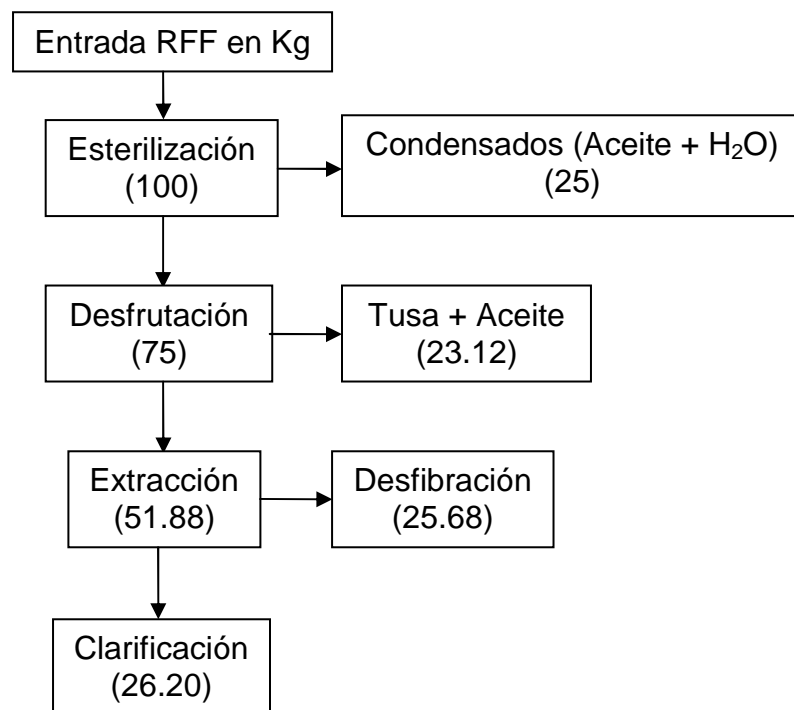 Entrada RFF en Kg
Esterilización
(100)
Condensados (Aceite + H₂O)
(25)
Desfrutación
(75)
Tusa + Aceite
(23.12)
Extracción
(51.88)
Desfibración
(25.68)
Clarificación
(26.20)